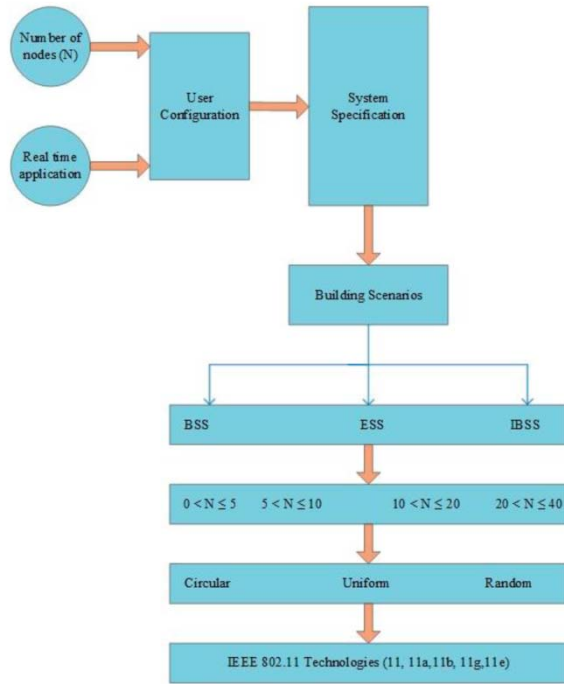 Number of
nodes (N)
User
Configuration
System
Specification
Real time
application
Building Scenarios
BSS ESS IBSS
0 < N ≤ 5 5 < N ≤ 10 10 < N ≤ 20 20 < N ≤ 40
Circular Uniform Random
IEEE 802.11 Technologies (11, 11a,11b, 11g,11e)